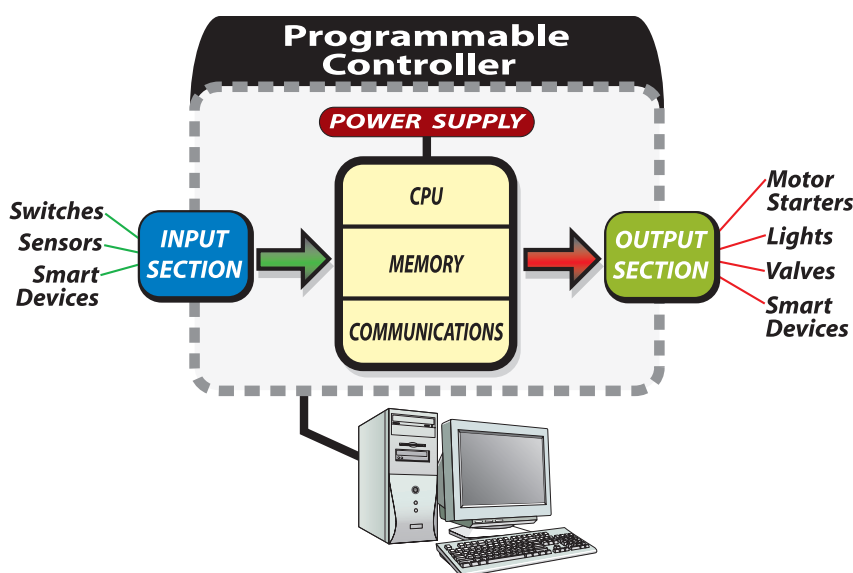 Programmable
Controller
POWER SUPPLY
CPU
MEMORY
COMMUNICATIONS
Switches
Sensors
Smart
Devices
INPUT
SECTION
OUTPUT
SECTION
Motor
Starters
Lights
Valves
Smart
Devices